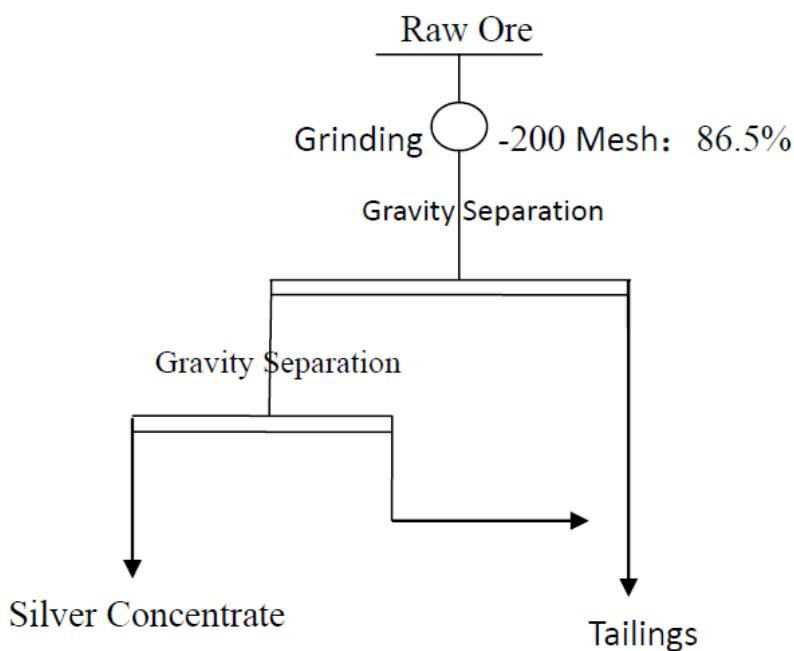 Raw Ore
Grinding -200 Mesh：86.5%
Gravity Separation
Gravity Separation
Silver Concentrate
Tailings